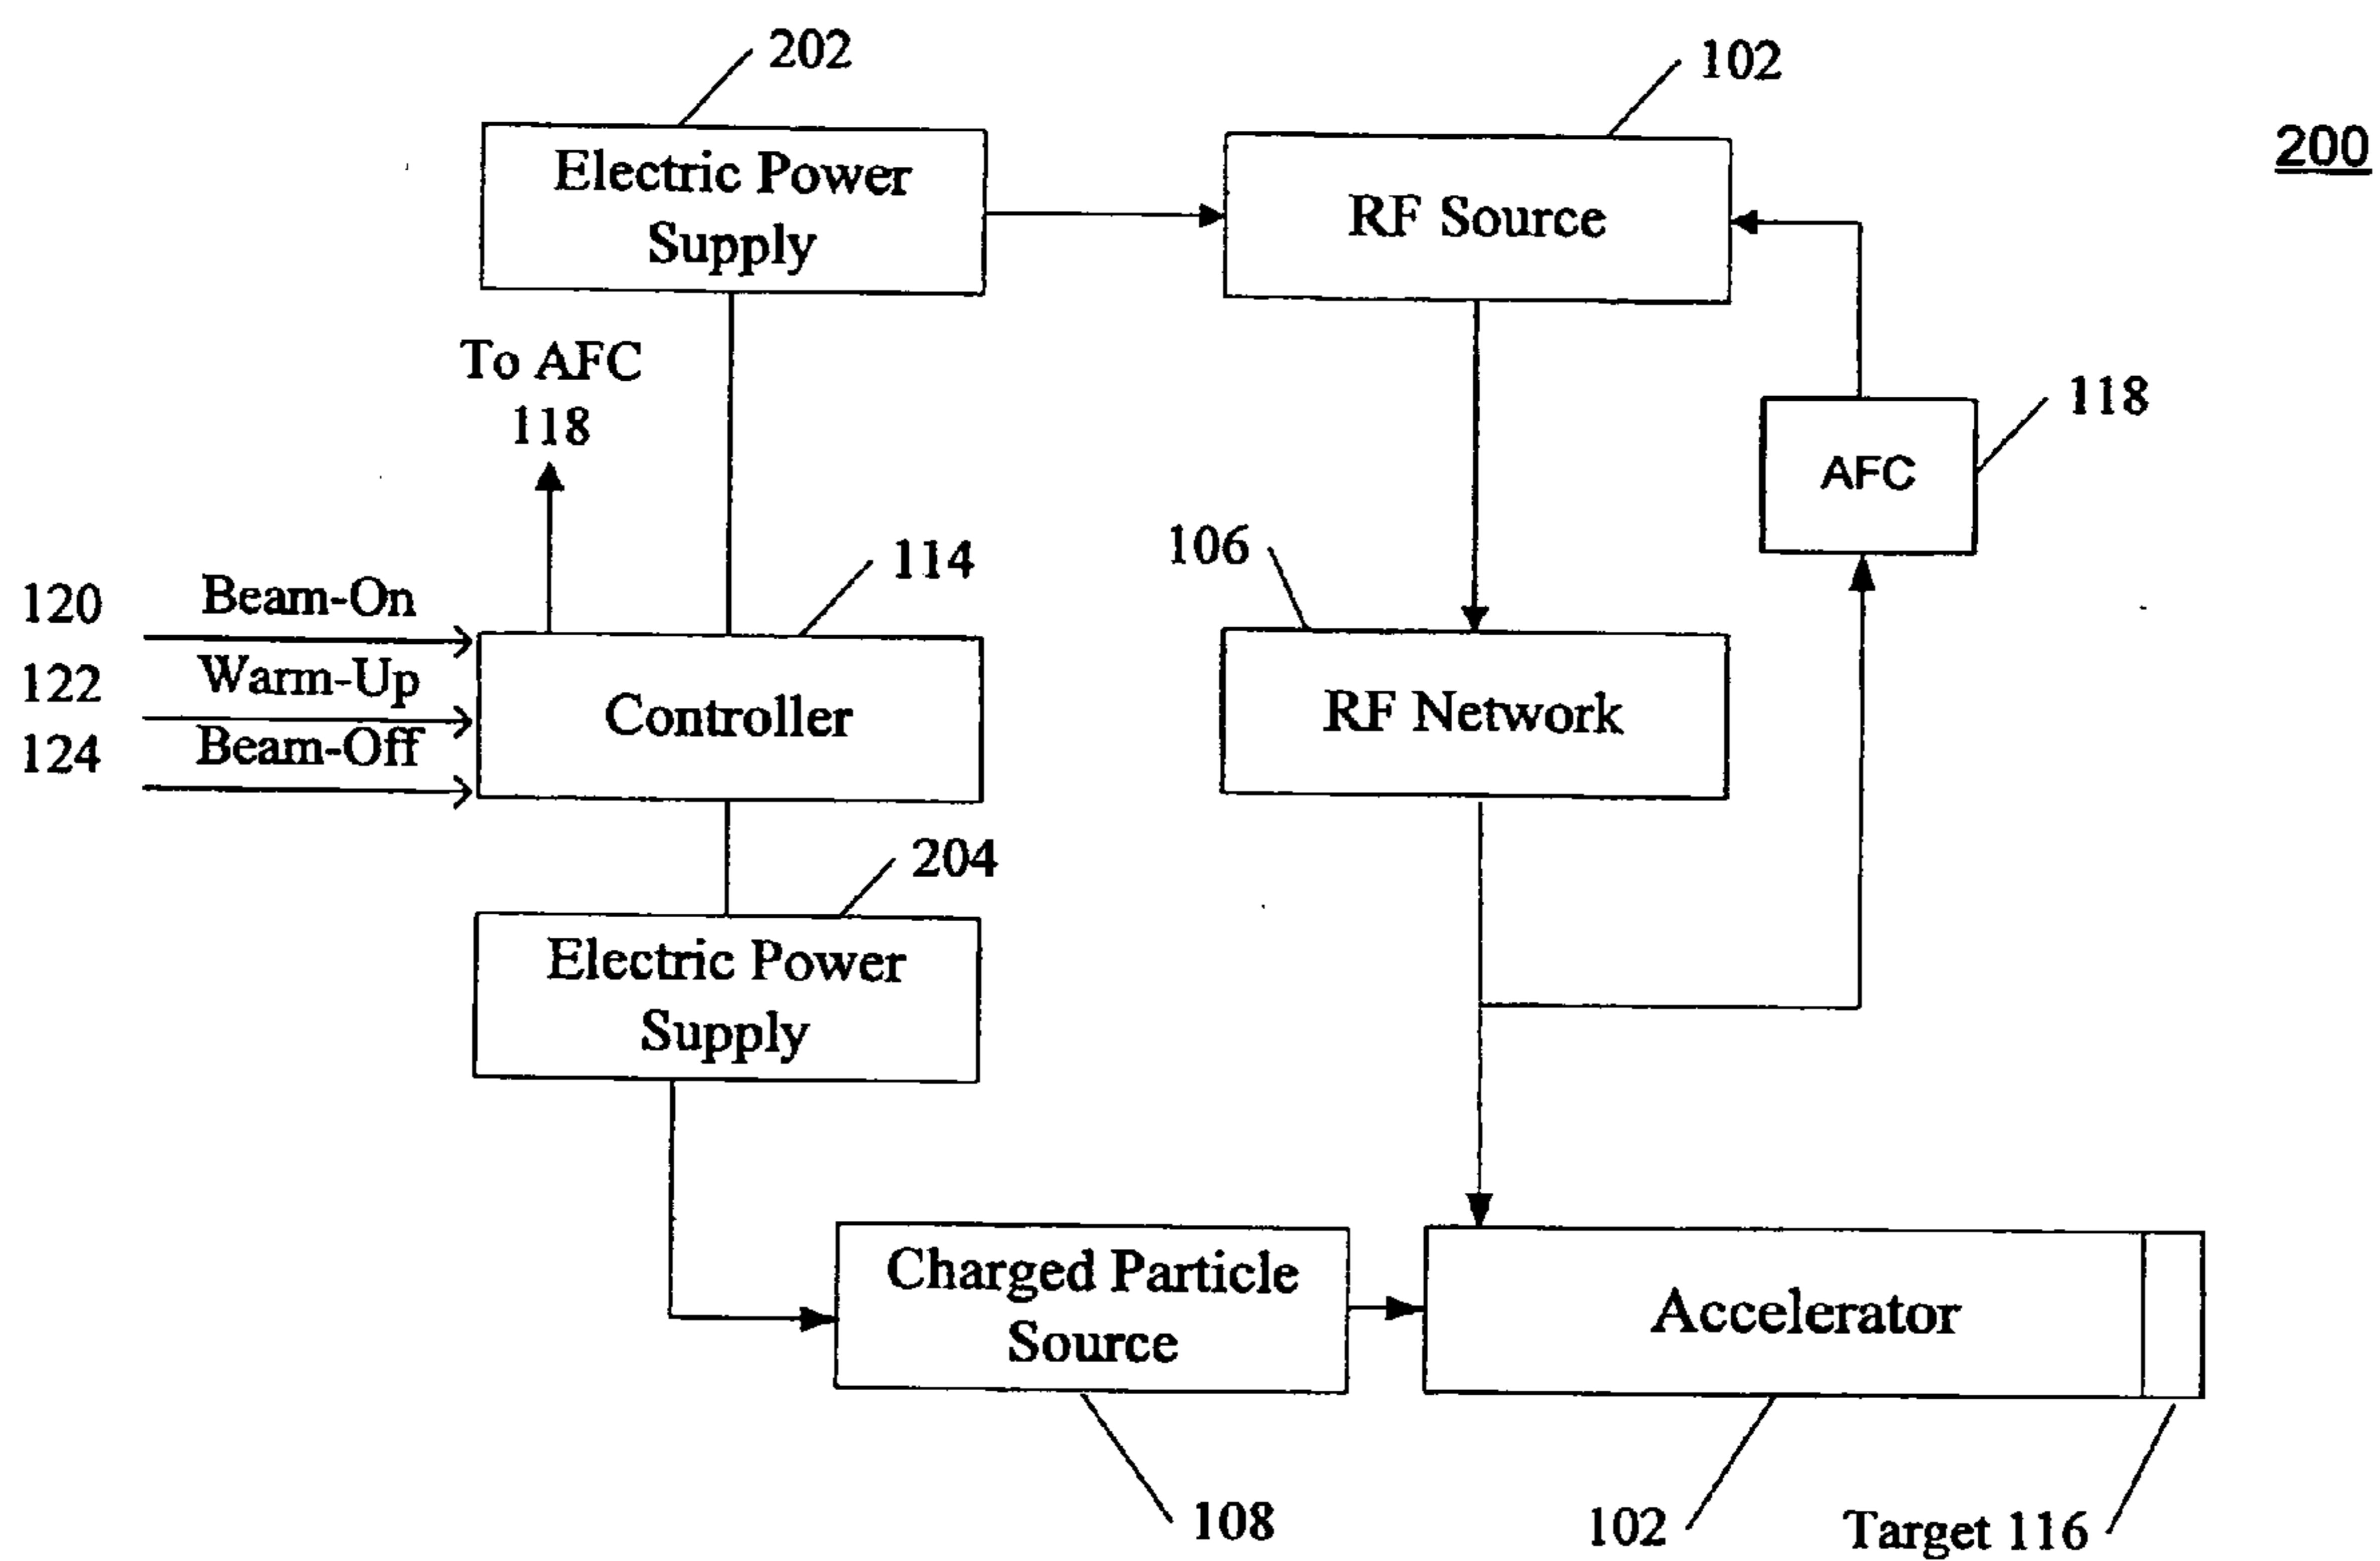 202
102
200
Electric Power
Supply
RF Source
To AFC
118
118
AFC
114
106
120 Beam-On
122 Warm-Up
124 Beam-Off
Controller
RF Network
204
Electric Power
Supply
Charged Particle
Source
Accelerator
108
102
Target 116